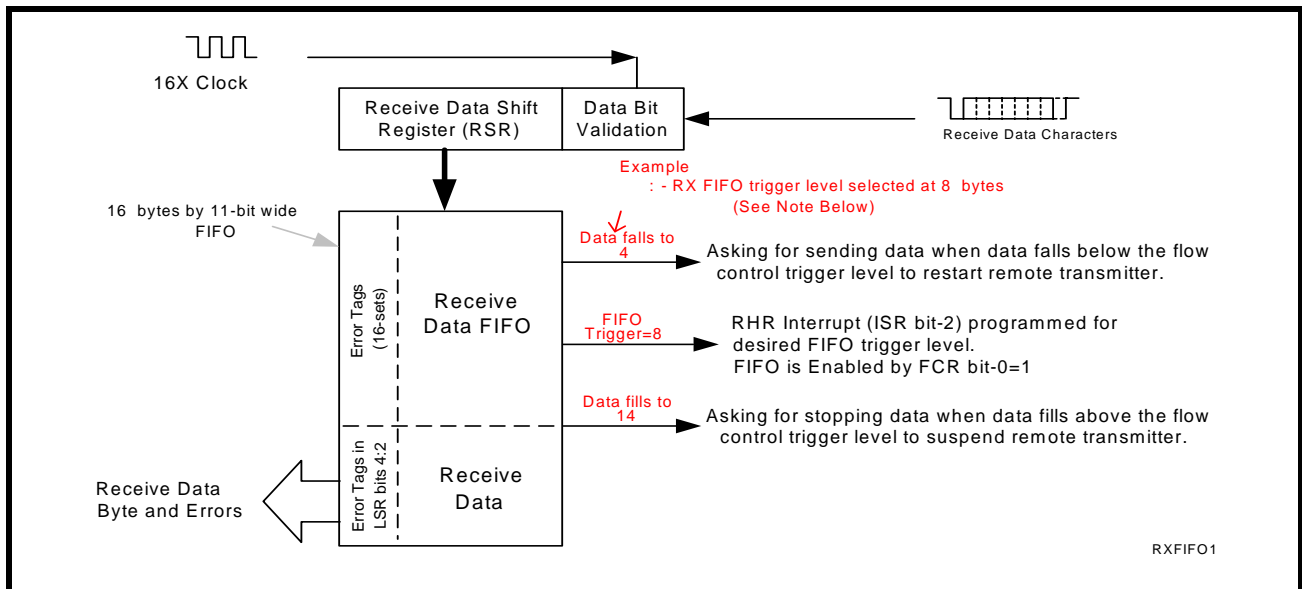 16X Clock
Receive Data Shift
Register (RSR)
Data Bit
Validation
Receive Data Characters
Example
: - RX FIFO trigger level selected at 8 bytes
(See Note Below)
16 bytes by 11-bit wide
FIFO
Data falls to
4
Asking for sending data when data falls below the flow
control trigger level to restart remote transmitter.
Error Tags
(16-sets)
Receive
Data FIFO
FIFO
Trigger=8
RHR Interrupt (ISR bit-2) programmed for
desired FIFO trigger level.
FIFO is Enabled by FCR bit-0=1
Data fills to
14
Asking for stopping data when data fills above the flow
control trigger level to suspend remote transmitter.
Error Tags in
LSR bits 4:2
Receive
Data
Receive Data
Byte and Errors
RXFIFO1